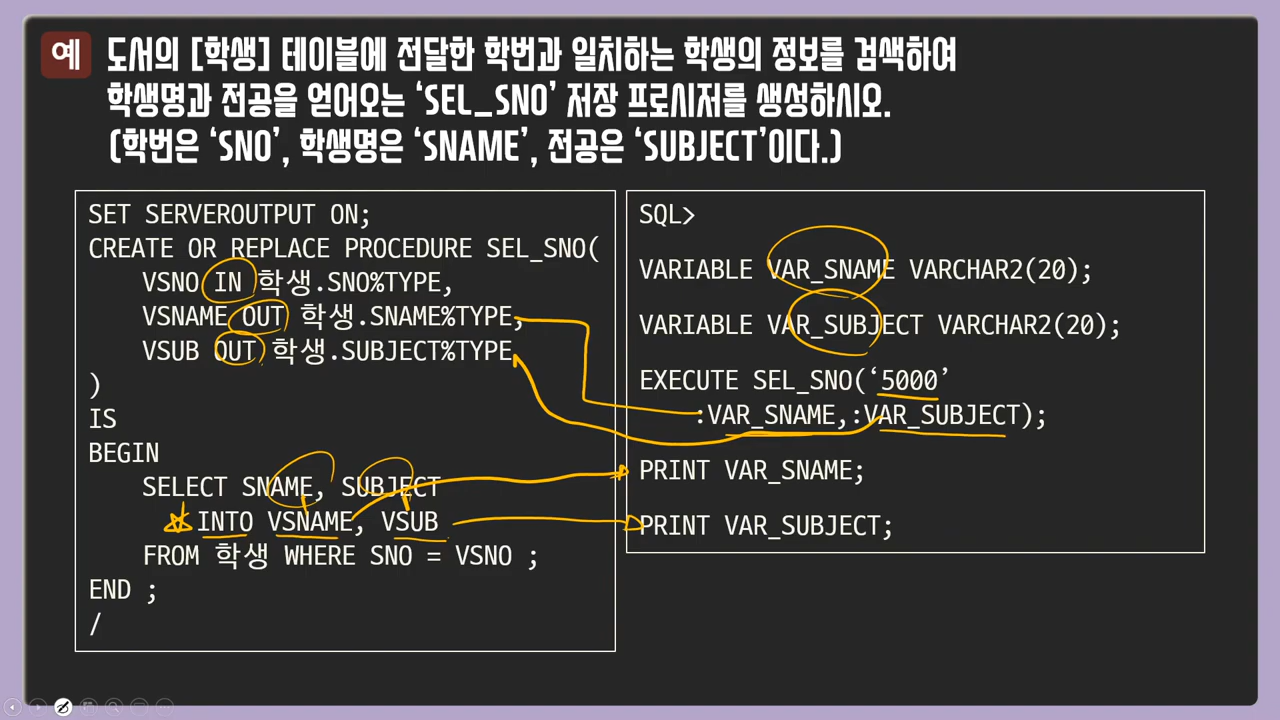 예 도서의 [학생] 테이블에 전달한 학번과 일치하는 학생의 정보를 검색하여
학생명과 전공을 얻어오는 ‘SEL_SNO’ 저장 프로시저를 생성하시오.
(학번은 ‘SNO’, 학생명은 ‘SNAME’, 전공은 ‘SUBJECT’이다.)
SET SERVEROUTPUT ON;
CREATE OR REPLACE PROCEDURE SEL_SNO(
VSNO IN 학생.SNO%TYPE,
VSNAME OUT 학생.SNAME%TYPE,
VSUB OUT 학생.SUBJECT%TYPE
)
IS
BEGIN
SELECT SNAME, SUBJECT
INTO VSNAME, VSUB
FROM 학생 WHERE SNO = VSNO ;
END ;
/
SQL>
VARIABLE VAR_SNAME VARCHAR2(20);
VARIABLE VAR_SUBJECT VARCHAR2(20);
EXECUTE SEL_SNO(‘5000’
:VAR_SNAME,:VAR_SUBJECT);
PRINT VAR_SNAME;
PRINT VAR_SUBJECT;